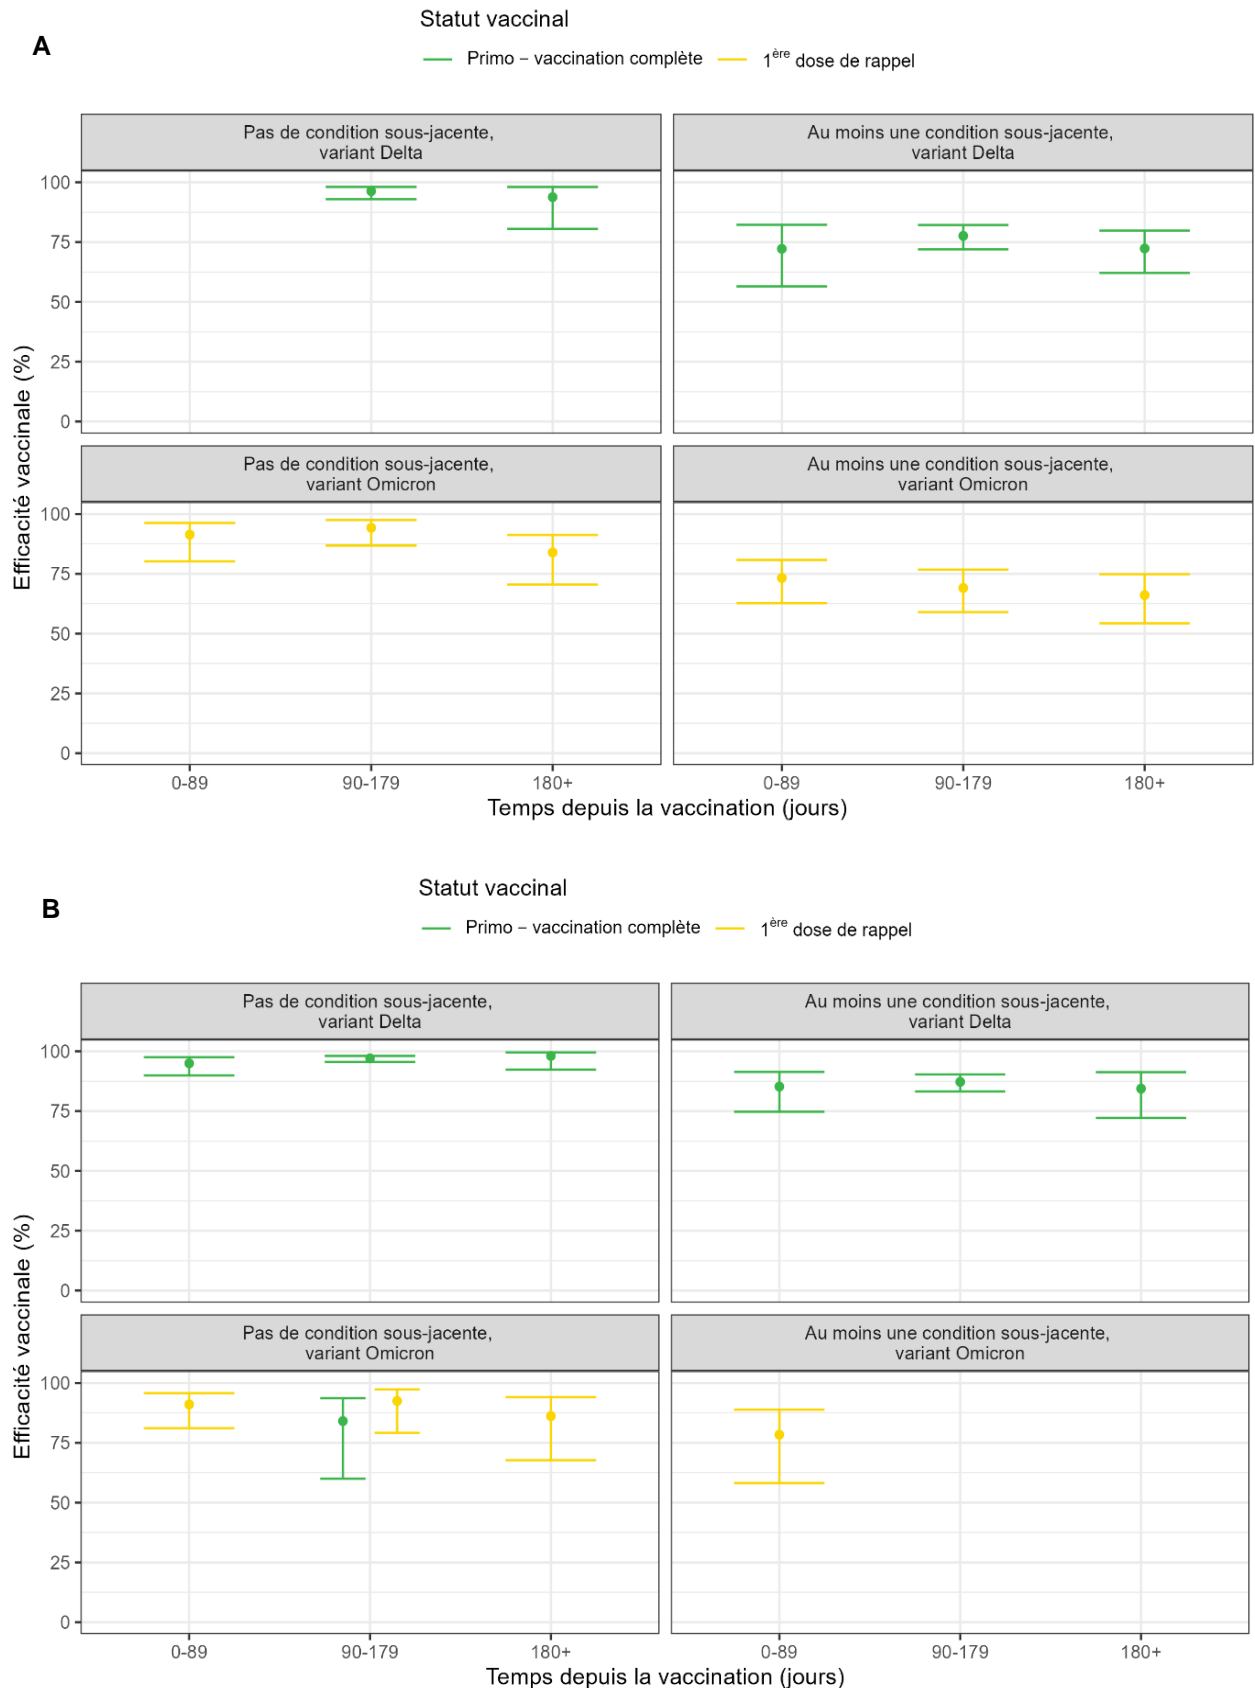 Statut vaccinal
A
Primo – vaccination complète 1ère dose de rappel
Pas de condition sous-jacente,
variant Delta
Au moins une condition sous-jacente,
variant Delta
100
75
50
25
0
Pas de condition sous-jacente,
variant Omicron
Au moins une condition sous-jacente,
variant Omicron
100
75
50
25
0
Efficacité vaccinale (%)
0-89 90-179 180+ 0-89 90-179 180+
Temps depuis la vaccination (jours)
Statut vaccinal
B
Primo – vaccination complète 1ère dose de rappel
Pas de condition sous-jacente,
variant Delta
Au moins une condition sous-jacente,
variant Delta
100
75
50
25
0
Pas de condition sous-jacente,
variant Omicron
Au moins une condition sous-jacente,
variant Omicron
100
75
50
25
0
Efficacité vaccinale (%)
0-89 90-179 180+ 0-89 90-179 180+
Temps depuis la vaccination (jours)